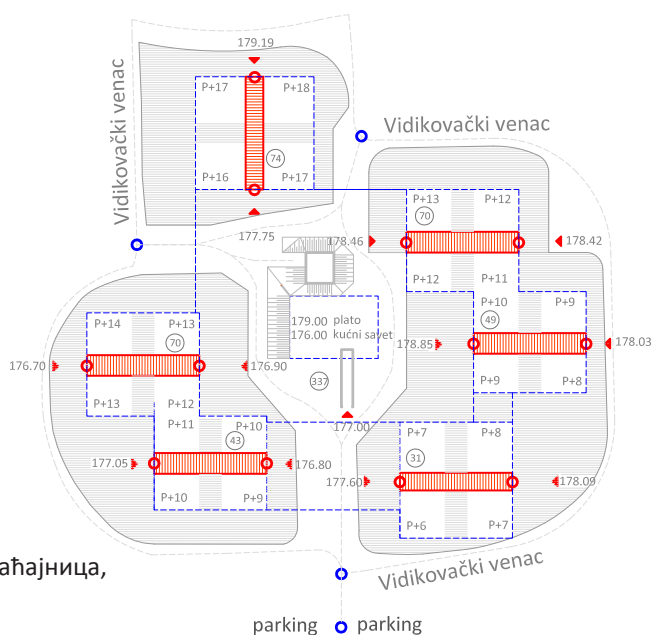 179.19
Vidikovački venac
P+17 P+18
74
P+16 P+17
177.75
Vidikovački venac
P+13 P+12
70
178.46 178.42
P+12 P+11
P+10 P+9
49
178.85 178.03
P+9 P+8
179.00 plato
176.00 kućni savet
337
177.00
P+14 P+13
70
176.70 176.90
P+13 P+12
P+11 P+10
43
177.05 176.80
P+10 P+9
P+7 P+8
31
177.60 178.09
P+6 P+7
Vidikovački venac
аћајница,
parking parking